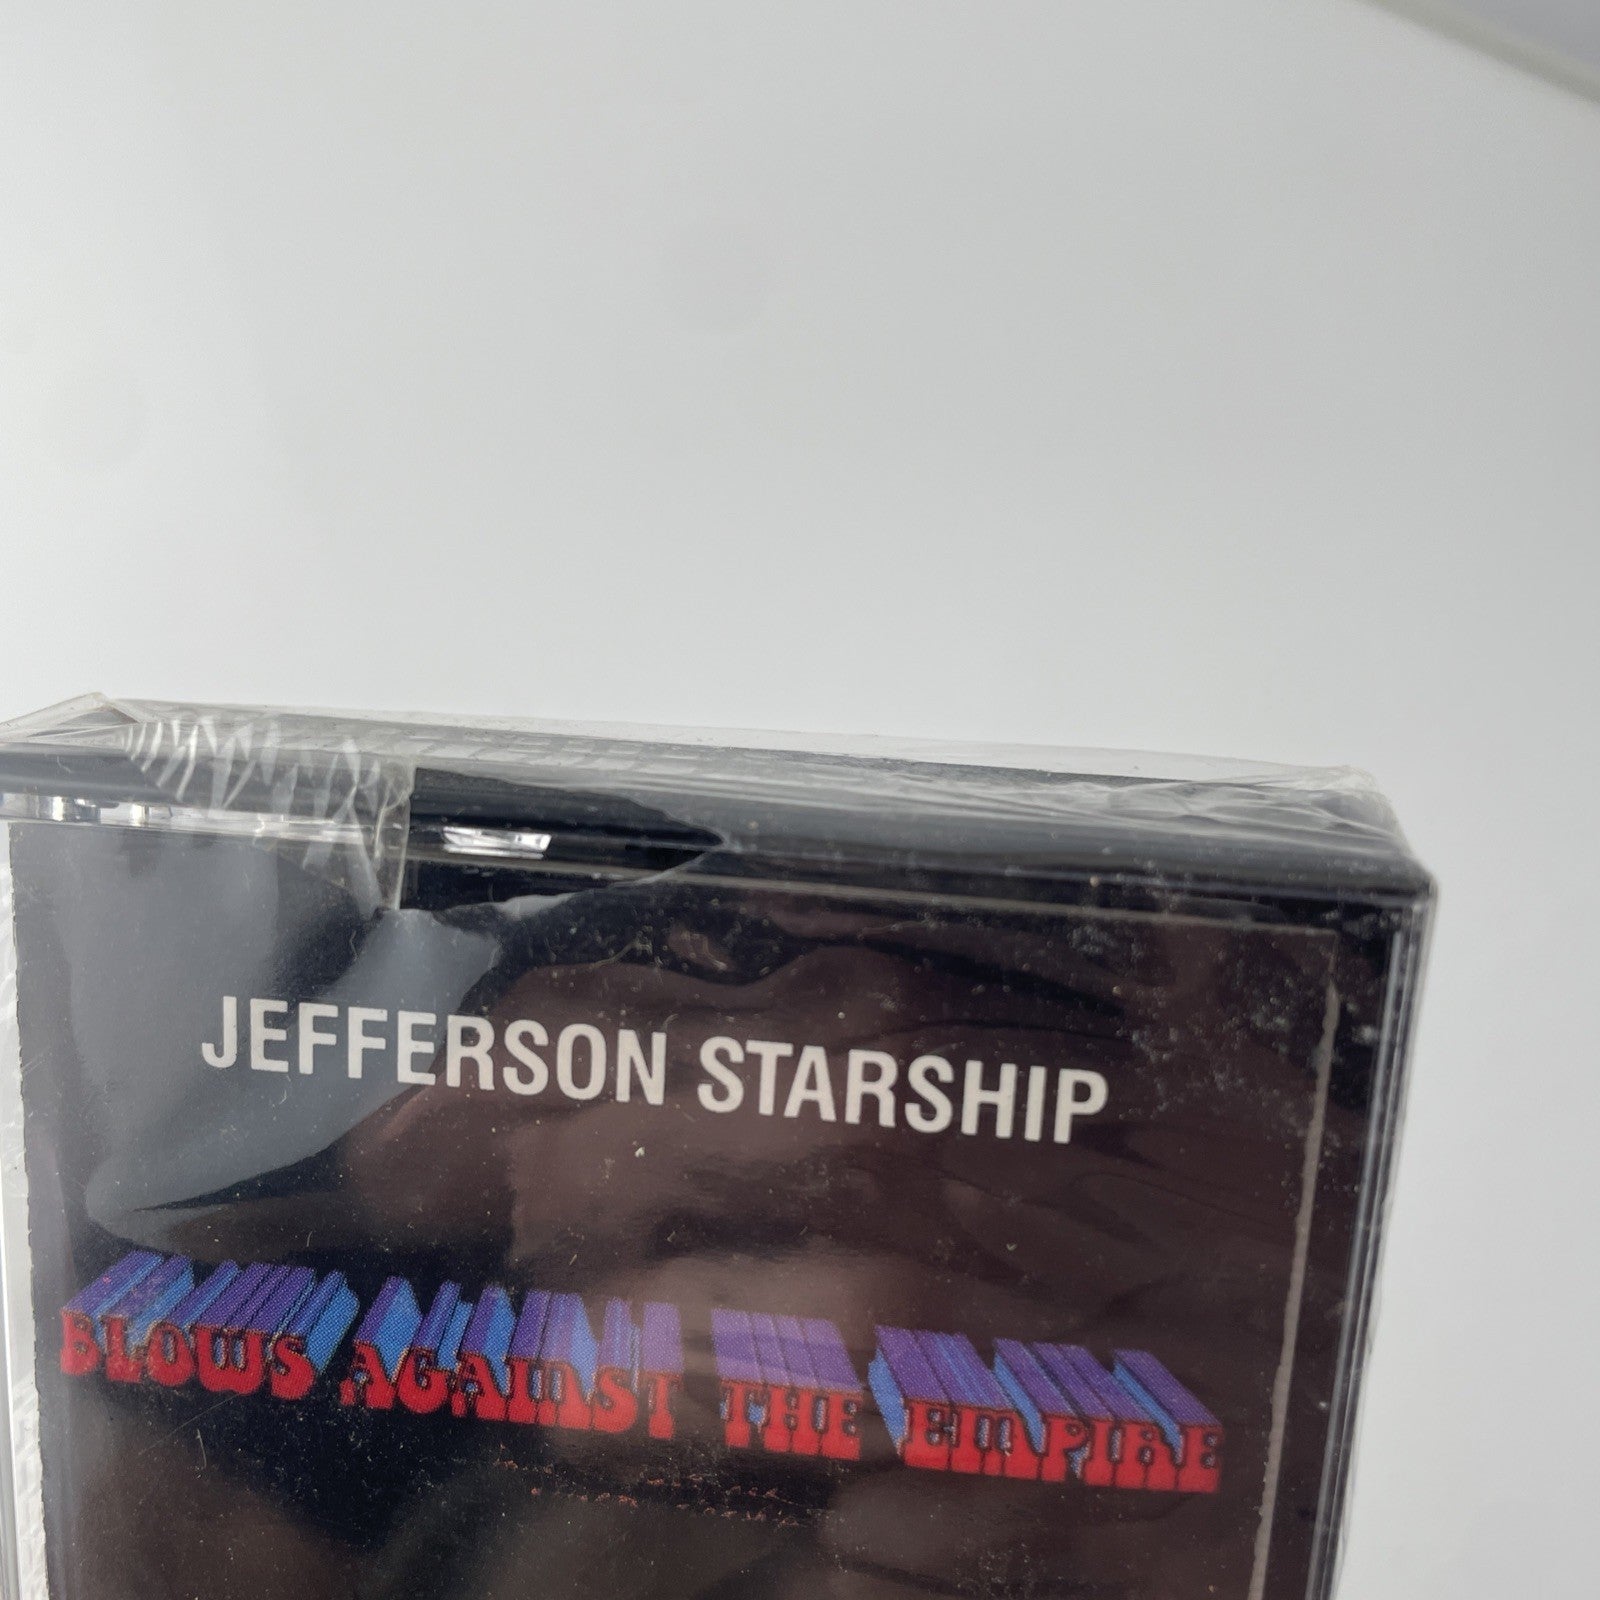 JEFFERSON STARSHIP
BLOWS AGAINST THE EMPIRE